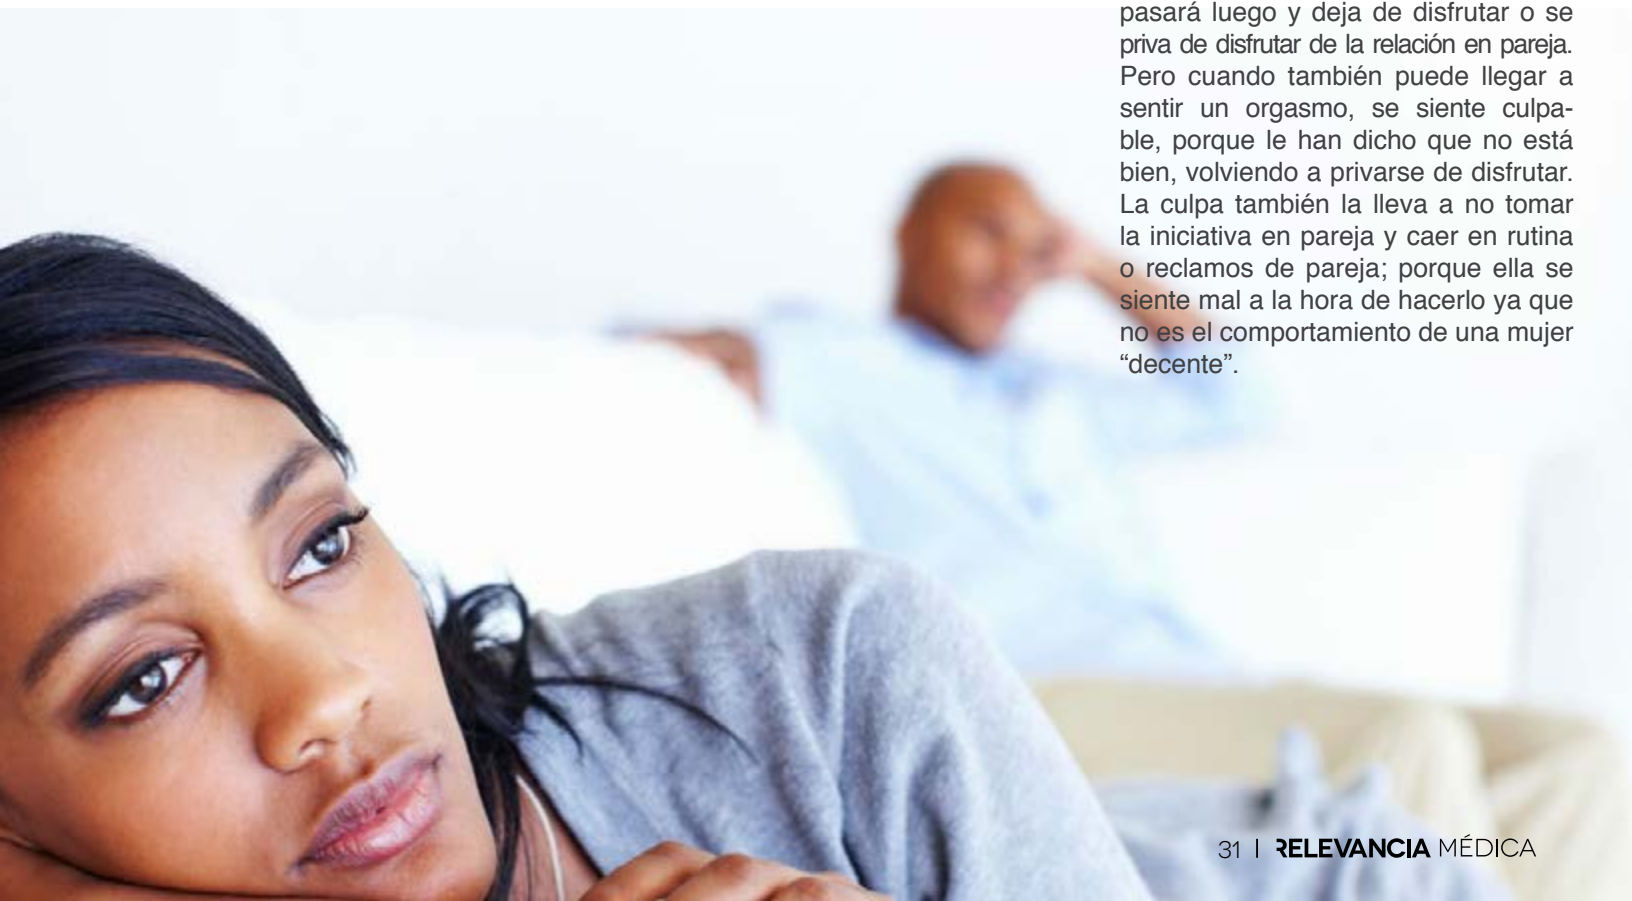 pasará luego y deja de disfrutar o se
priva de disfrutar de la relación en pareja.
Pero cuando también puede llegar a
sentir un orgasmo, se siente culpa-
ble, porque le han dicho que no está
bien, volviendo a privarse de disfrutar.
La culpa también la lleva a no tomar
la iniciativa en pareja y caer en rutina
o reclamos de pareja; porque ella se
siente mal a la hora de hacerlo ya que
no es el comportamiento de una mujer
“decente”.
31 | RELEVANCIA MÉDICA